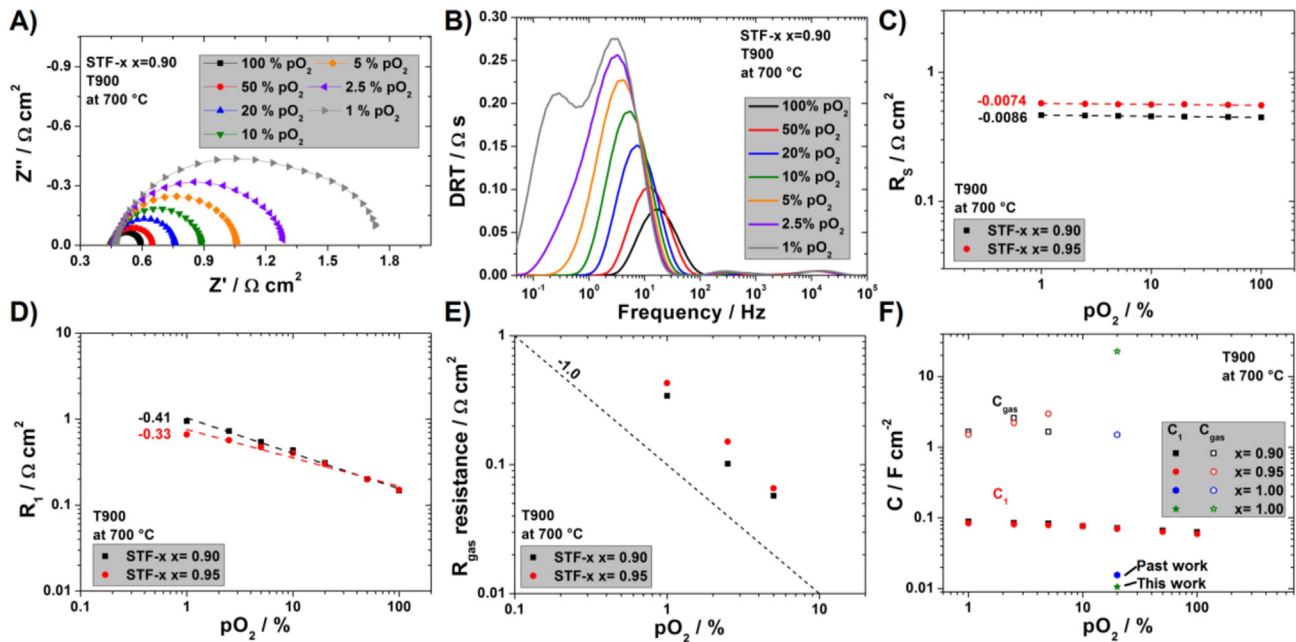 A)
STF-x x=0.90
T900
at 700 °C
100 % pO2
5 % pO2
50 % pO2
2.5% pO2
20 % pO2
1 % pO2
10 % pO2
-0.9
-0.6
-0.3
0.0
Z'' / Ω cm2
0.3 0.6 0.9 1.2 1.5 1.8
Z' / Ω cm2
B)
STF-x x=0.90
T900
at 700 °C
100% pO2
50% pO2
20% pO2
10% pO2
5% pO2
2.5% pO2
1% pO2
0.30
0.25
0.20
0.15
0.10
0.05
0.00
DRT / Ω s
10-1 100 101 102 103 104 105
Frequency / Hz
C)
1
0.1
RS / Ω cm2
-0.0074
-0.0086
T900
at 700 °C
STF-x x= 0.90
STF-x x= 0.95
1 10 100
pO2 / %
D)
10
1
0.1
0.01
R1 / Ω cm2
-0.41
-0.33
T900
at 700 °C
STF-x x= 0.90
STF-x x= 0.95
1 10 100
pO2 / %
E)
1
0.1
0.01
Rgas resistance / Ω cm2
-1.0
T900
at 700 °C
STF-x x= 0.90
STF-x x= 0.95
0.1 1 10
pO2 / %
F)
T900
at 700 °C
10
1
0.1
0.01
C / F cm-2
Cgas
C1
C1 Cgas
x= 0.90
x= 0.95
x= 1.00
x= 1.00
Past work
This work
1 10 100
pO2 / %